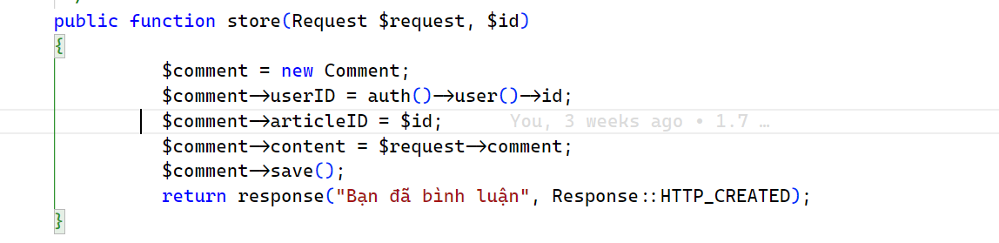 public function store(Request $request, $id)
{
$comment = new Comment;
$comment->userID = auth()->user()->id;
$comment->articleID = $id; You, 3 weeks ago • 1.7 …
$comment->content = $request->comment;
$comment->save();
return response("Bạn đã bình luận", Response::HTTP_CREATED);
}